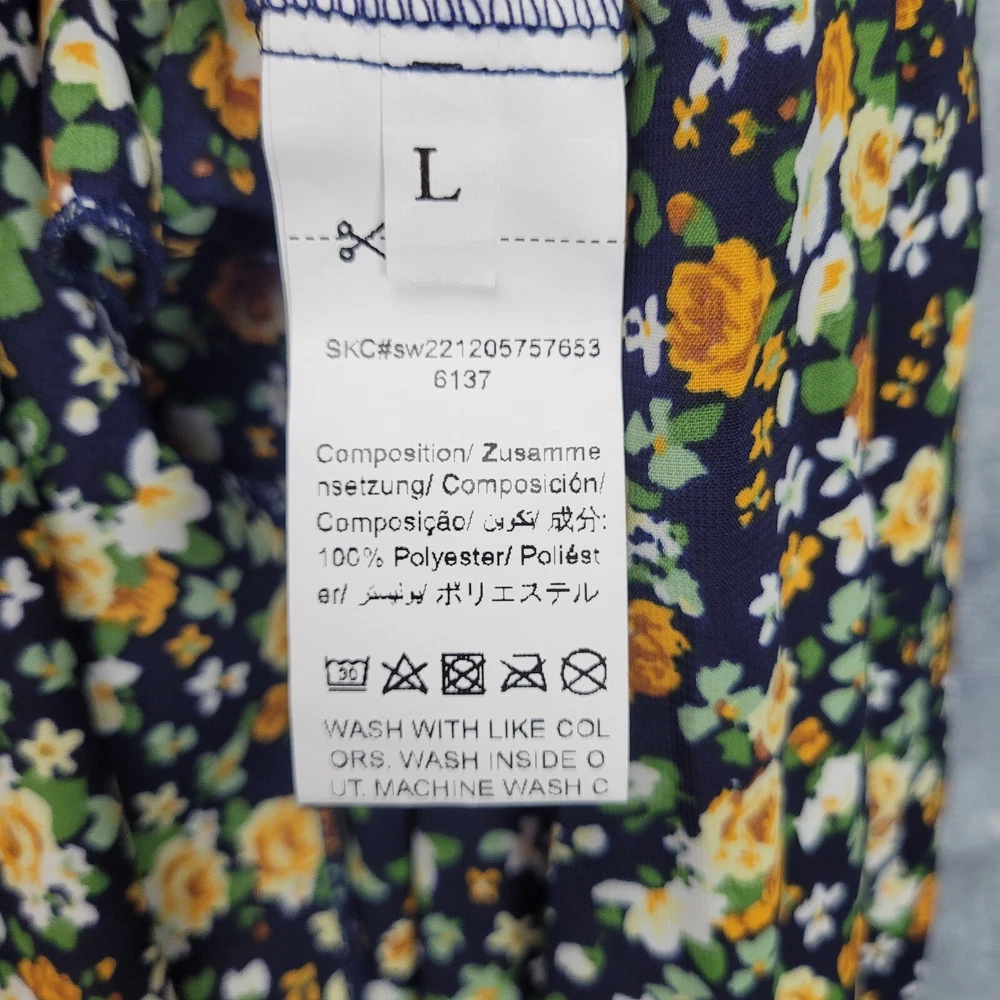 L
SKC#sw221205757653
6137
Composition/ Zusamme
nsetzung/ Composición/
Composição/ تكوين/ 成分:
100% Polyester/ Poliést
er/ بوليستر/ ポリエステル
30
WASH WITH LIKE COL
ORS. WASH INSIDE O
UT. MACHINE WASH C